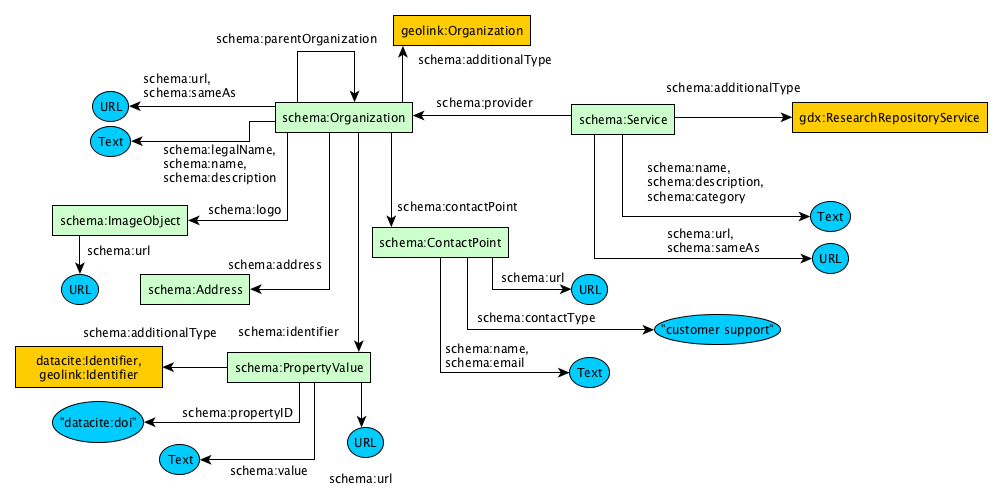 geolink:Organization
schema:parentOrganization
schema:additionalType
schema:url,
schema:sameAs
schema:additionalType
URL
schema:provider
schema:Organization
schema:Service
gdx:ResearchRepositoryService
Text
schema:legalName,
schema:name,
schema:description
schema:name,
schema:description,
schema:category
schema:logo
schema:contactPoint
schema:ImageObject
Text
schema:url,
schema:sameAs
schema:ContactPoint
schema:url
URL
schema:address
schema:url
URL
schema:Address
URL
schema:contactType
"customer support"
schema:additionalType
schema:identifier
schema:name,
schema:email
datacite:Identifier,
geolink:Identifier
schema:PropertyValue
Text
schema:propertyID
"datacite:doi"
URL
Text
schema:value
schema:url